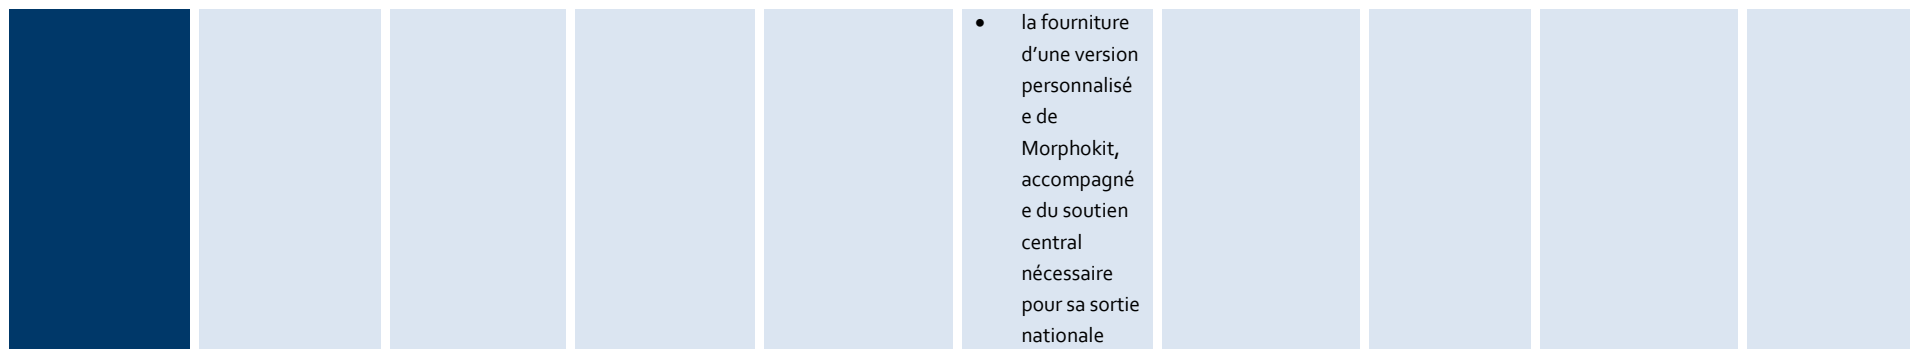 • la fourniture
d’une version
personnalisé
e de
Morphokit,
accompagné
e du soutien
central
nécessaire
pour sa sortie
nationale